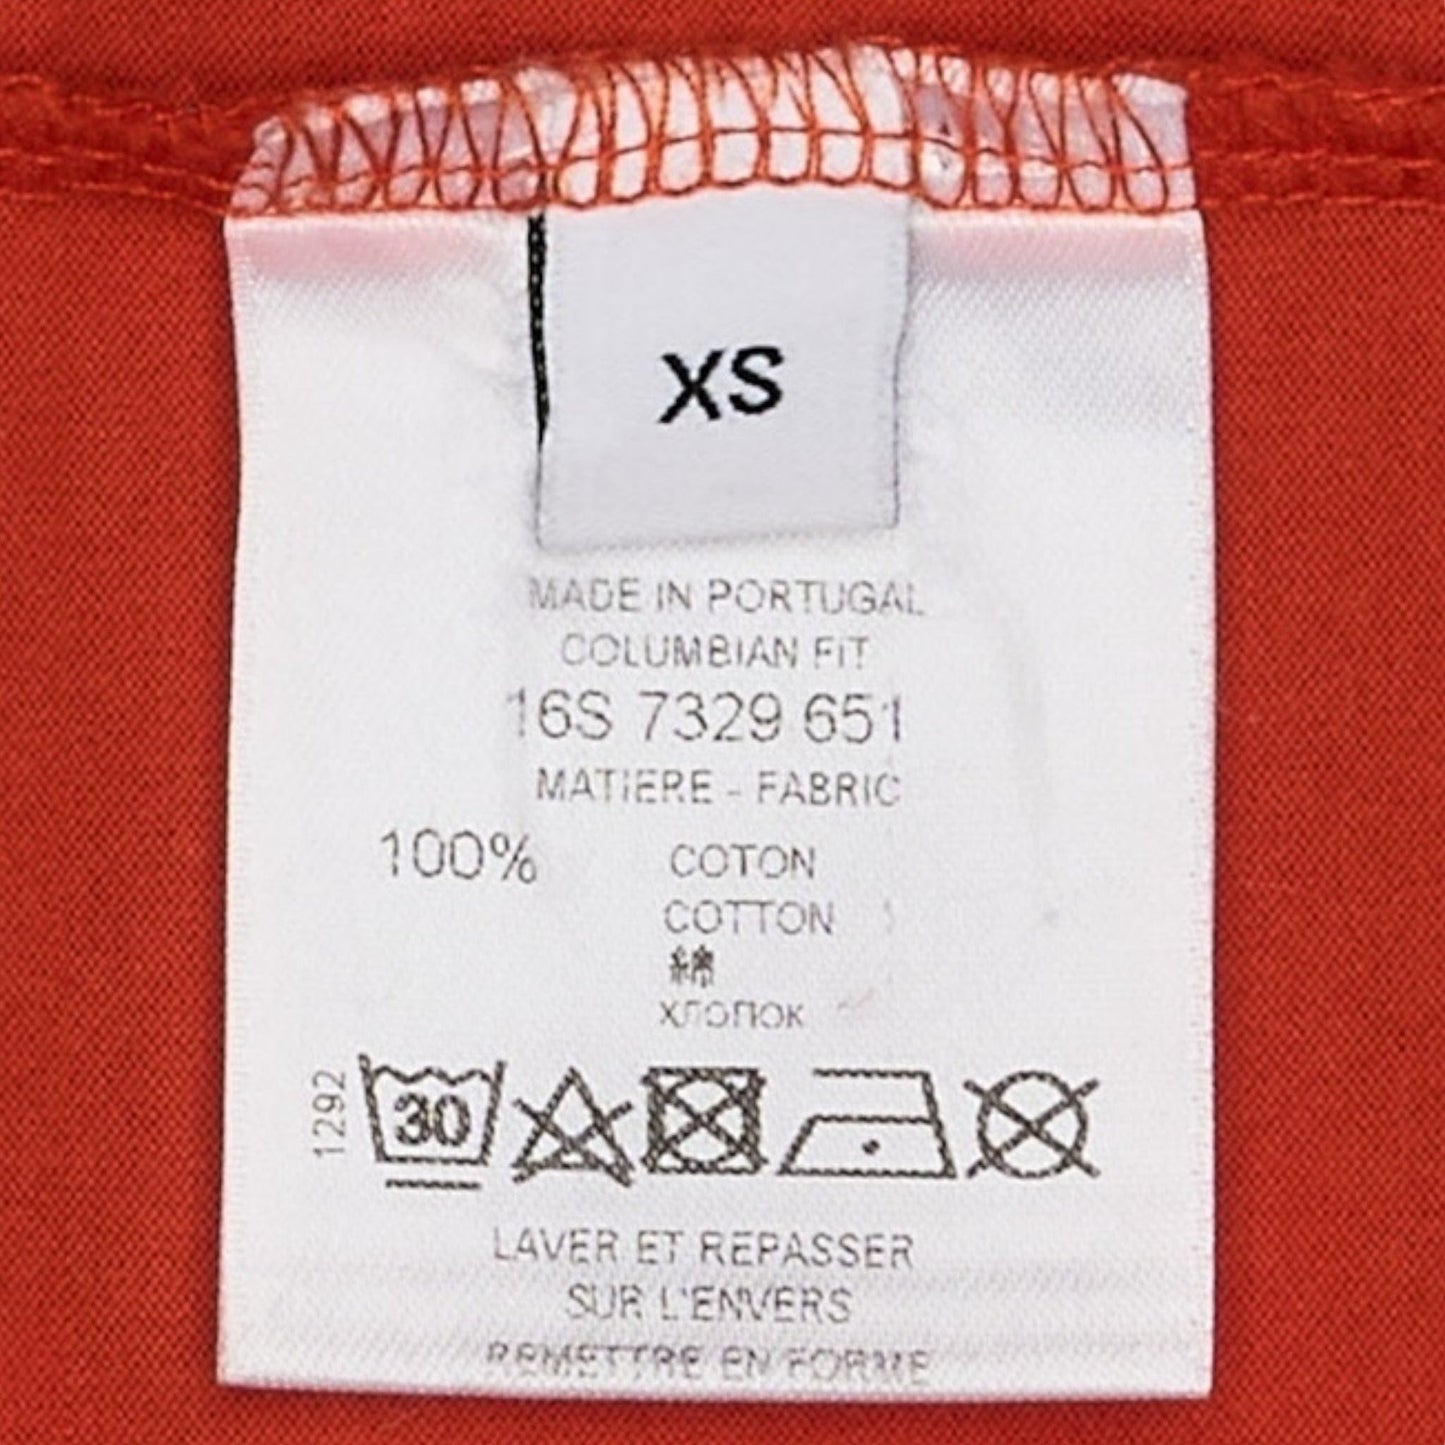 XS
MADE IN PORTUGAL
COLUMBIAN FIT
16S 7329 651
MATIERE - FABRIC
100% COTON
COTTON
綿
ХЛОПОК
1292
30
LAVER ET REPASSER
SUR L'ENVERS
REMETTRE EN FORME